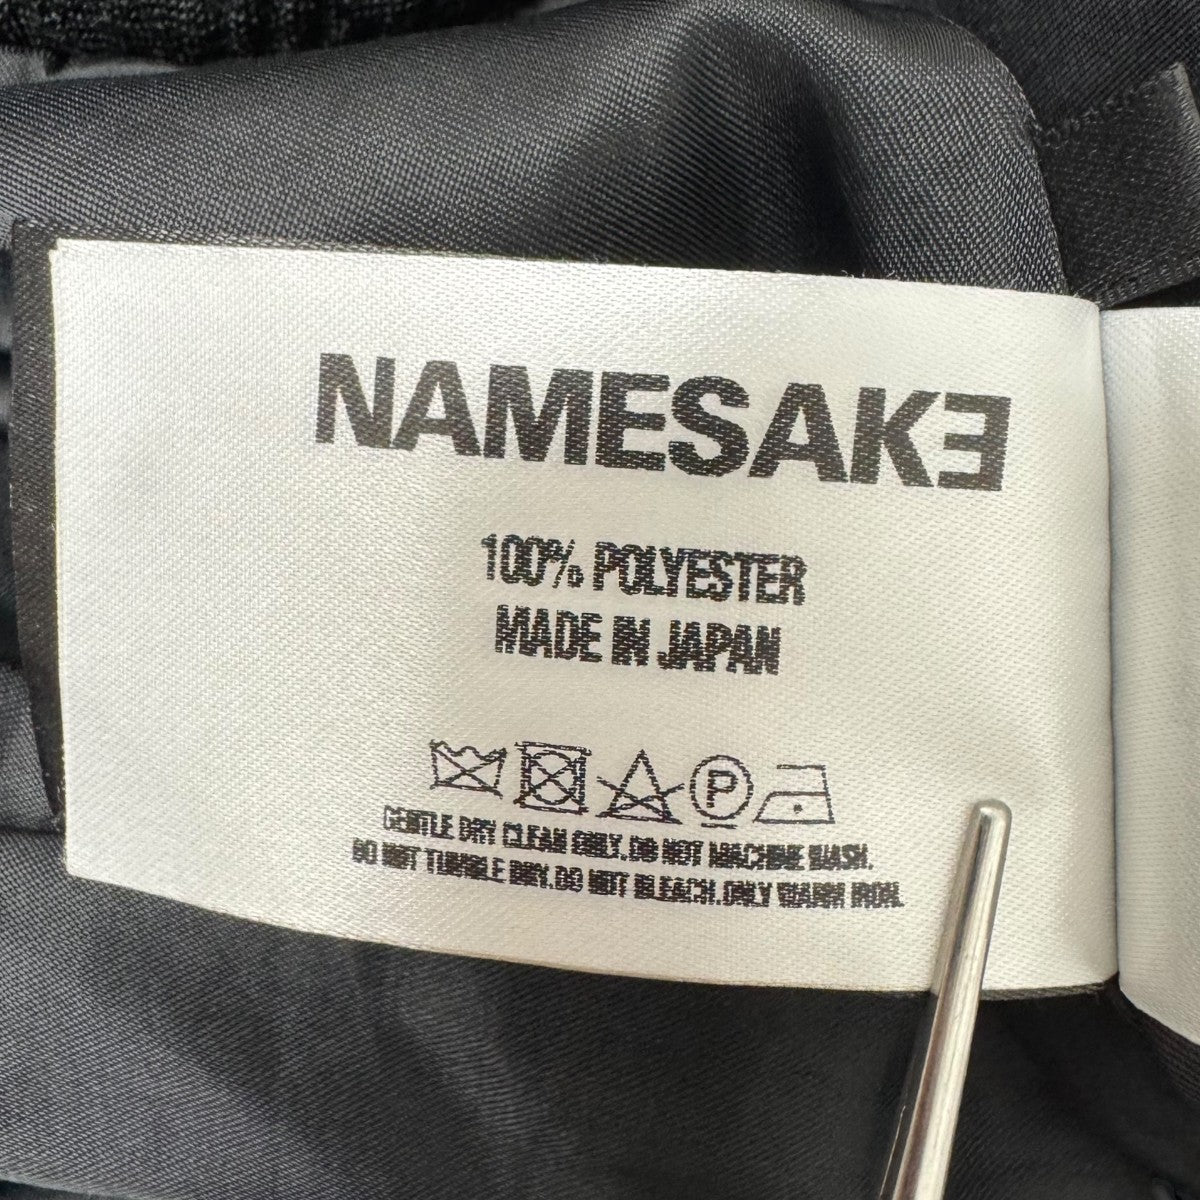 NAMESAKƎ
100% POLYESTER
MADE IN JAPAN
P
GENTLE DRY CLEAN ONLY.DO NOT MACHINE WASH.
DO NOT TUMBLE DRY.DO NOT BLEACH.ONLY WARM IRON.